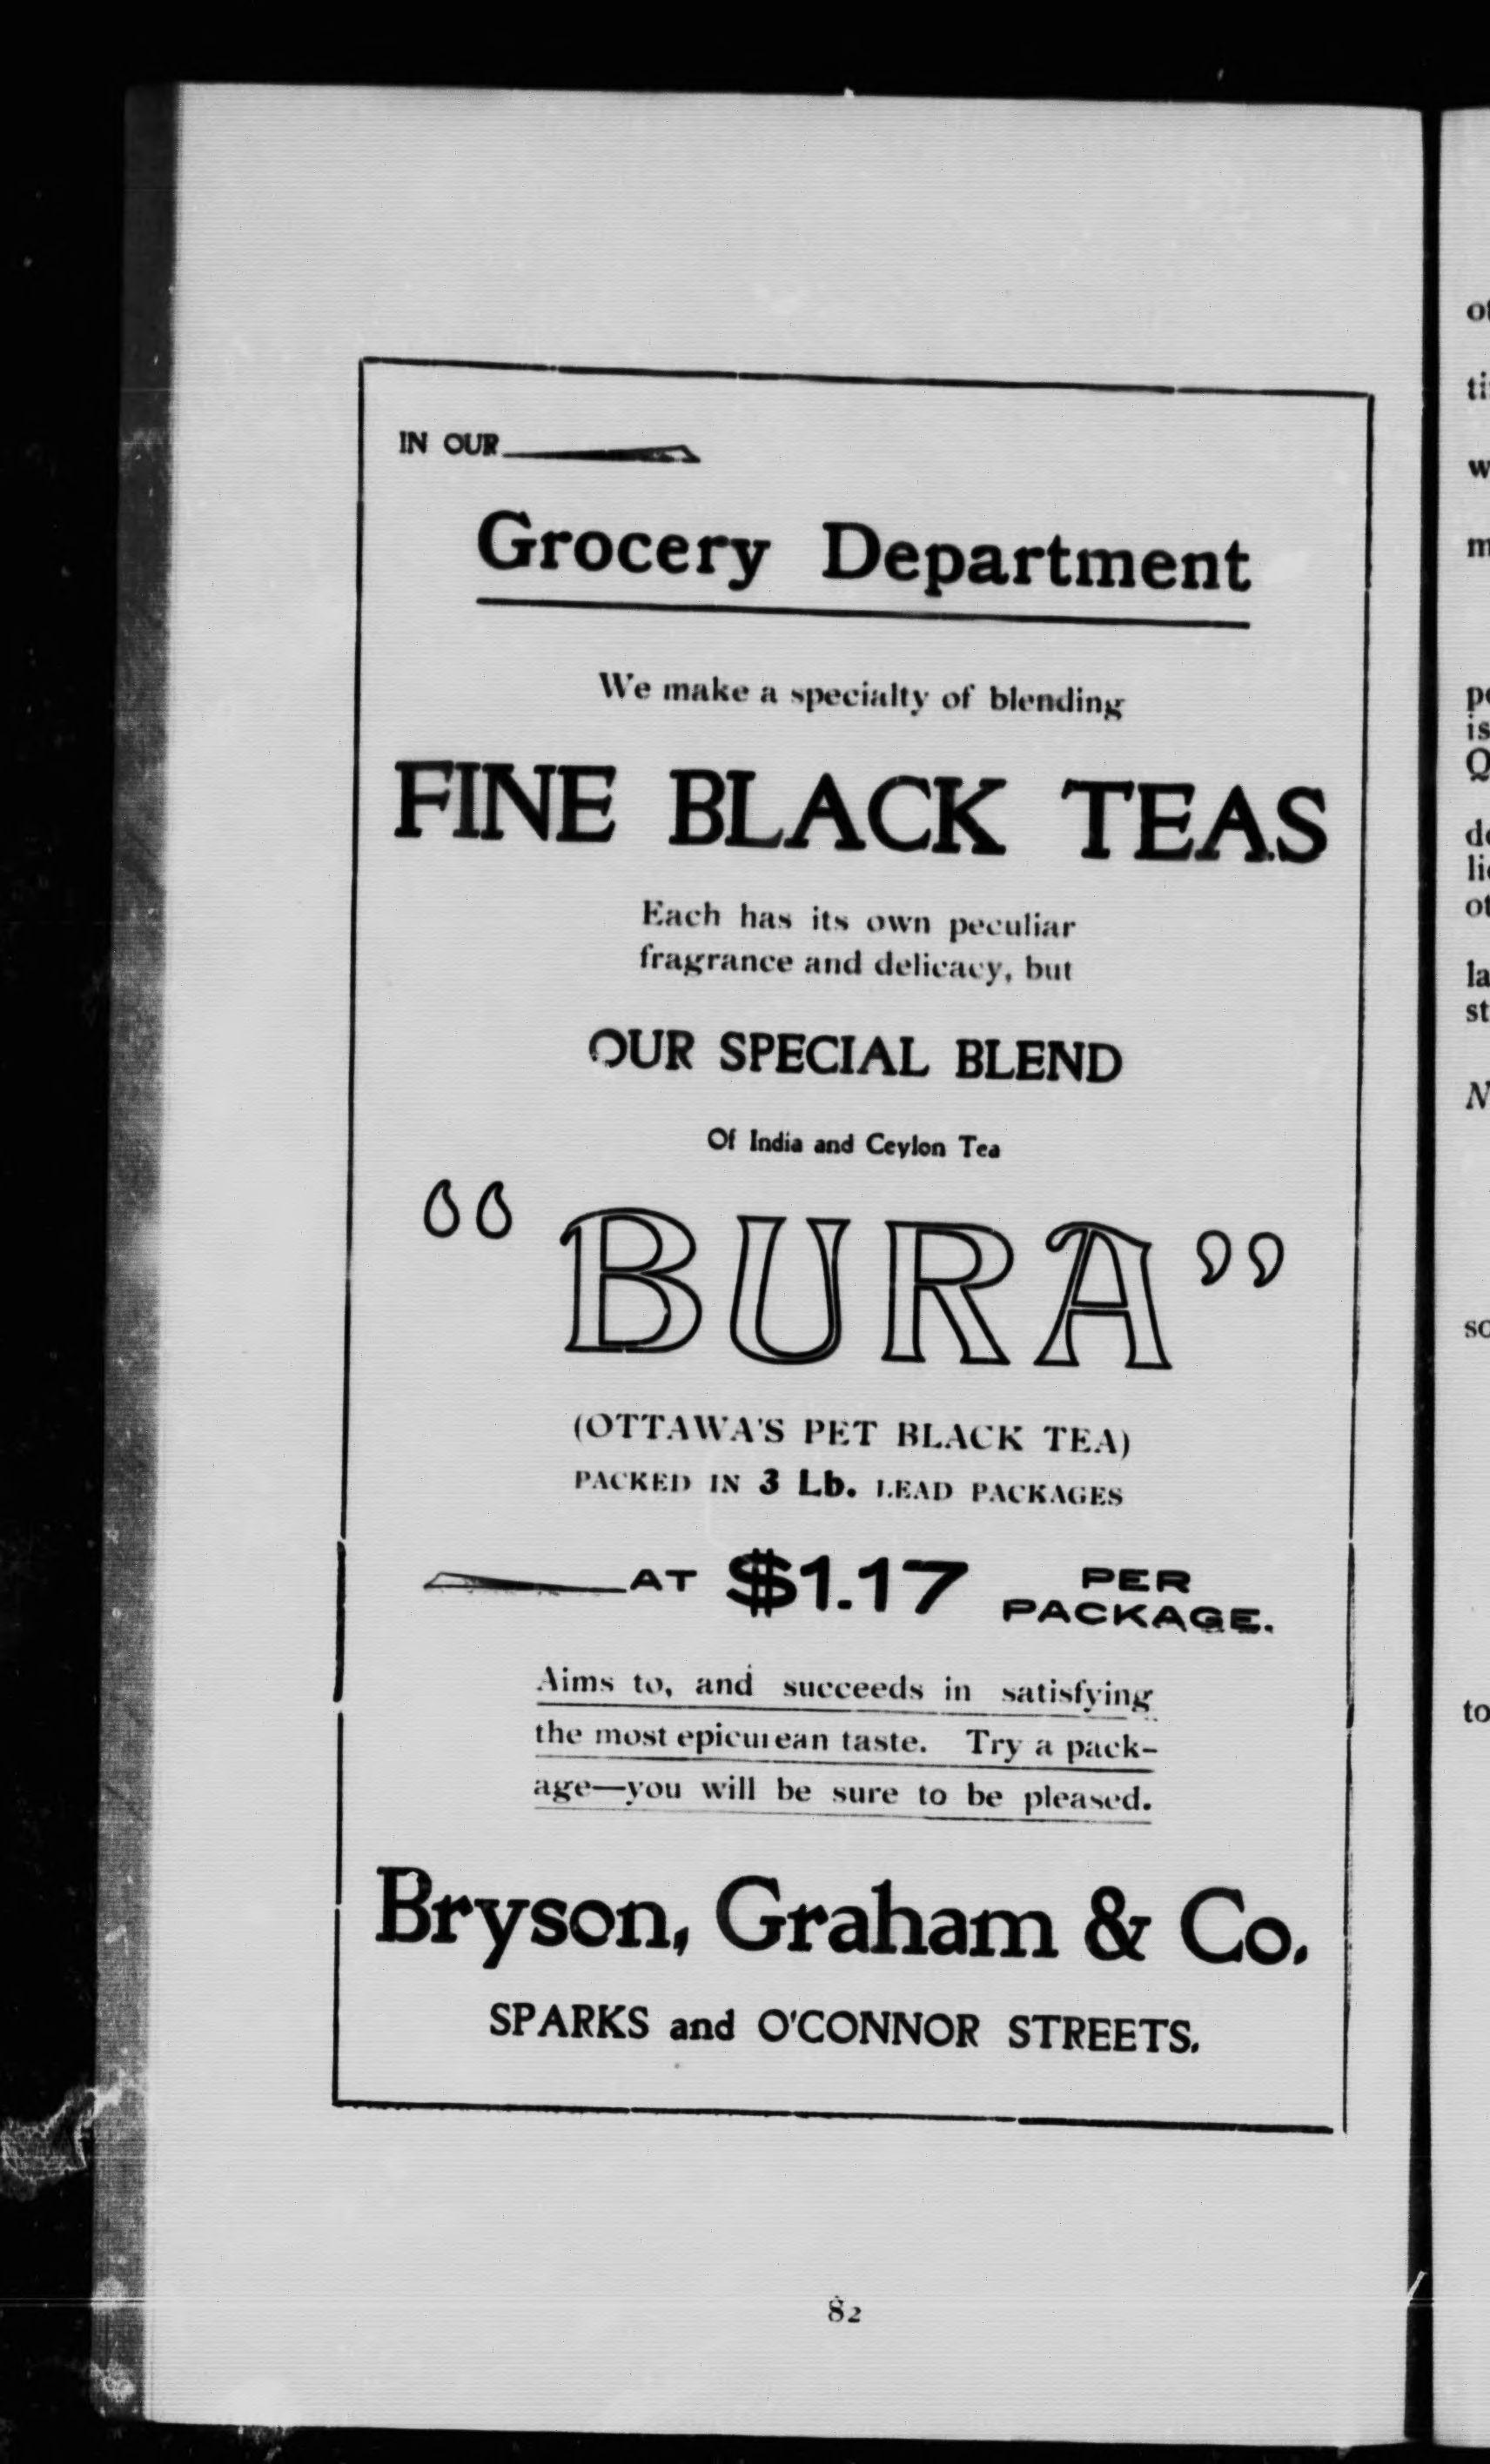 IN OUR
Grocery Department
We make a specialty of blending
FINE BLACK TEAS
Each has its own peculiar
fragrance and delicacy, but
OUR SPECIAL BLEND
Of India and Ceylon Tea
“BURA”
(OTTAWA'S PET BLACK TEA)
PACKED IN 3 Lb. LEAD PACKAGES
AT $1.17 PER
PACKAGE.
Aims to, and succeeds in satisfying
the most epicurean taste. Try a pack-
age—you will be sure to be pleased.
Bryson, Graham & Co.
SPARKS and O'CONNOR STREETS.
82